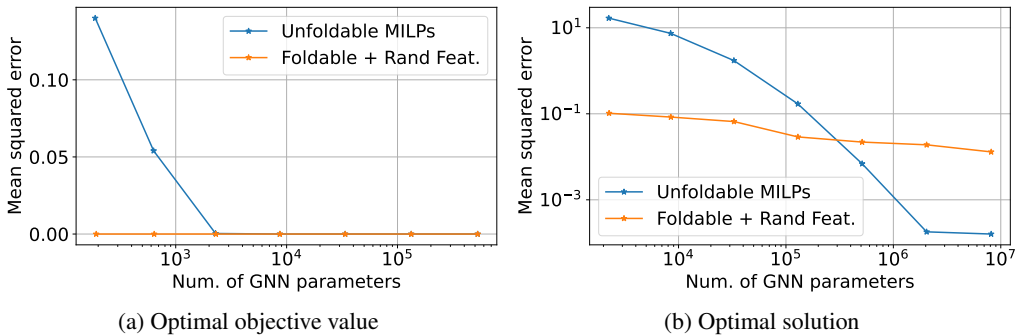 Mean squared error
0.10
0.05
0.00
Unfoldable MILPs
Foldable + Rand Feat.
10^3
10^4
10^5
Num. of GNN parameters
(a) Optimal objective value
Mean squared error
10^1
10^−1
10^−3
Unfoldable MILPs
Foldable + Rand Feat.
10^4
10^5
10^6
10^7
Num. of GNN parameters
(b) Optimal solution